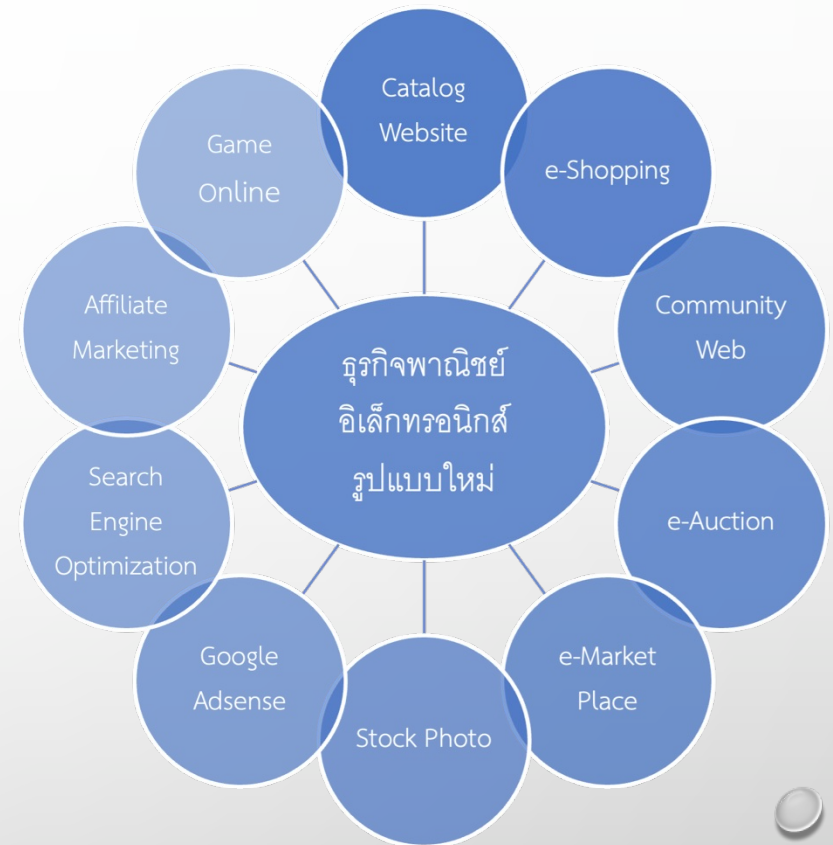 Catalog
Website
e-Shopping
Community
Web
e-Auction
e-Market
Place
Stock Photo
Google
Adsense
Search
Engine
Optimization
Affiliate
Marketing
Game
Online
ธุรกิจพาณิชย์
อิเล็กทรอนิกส์
รูปแบบใหม่